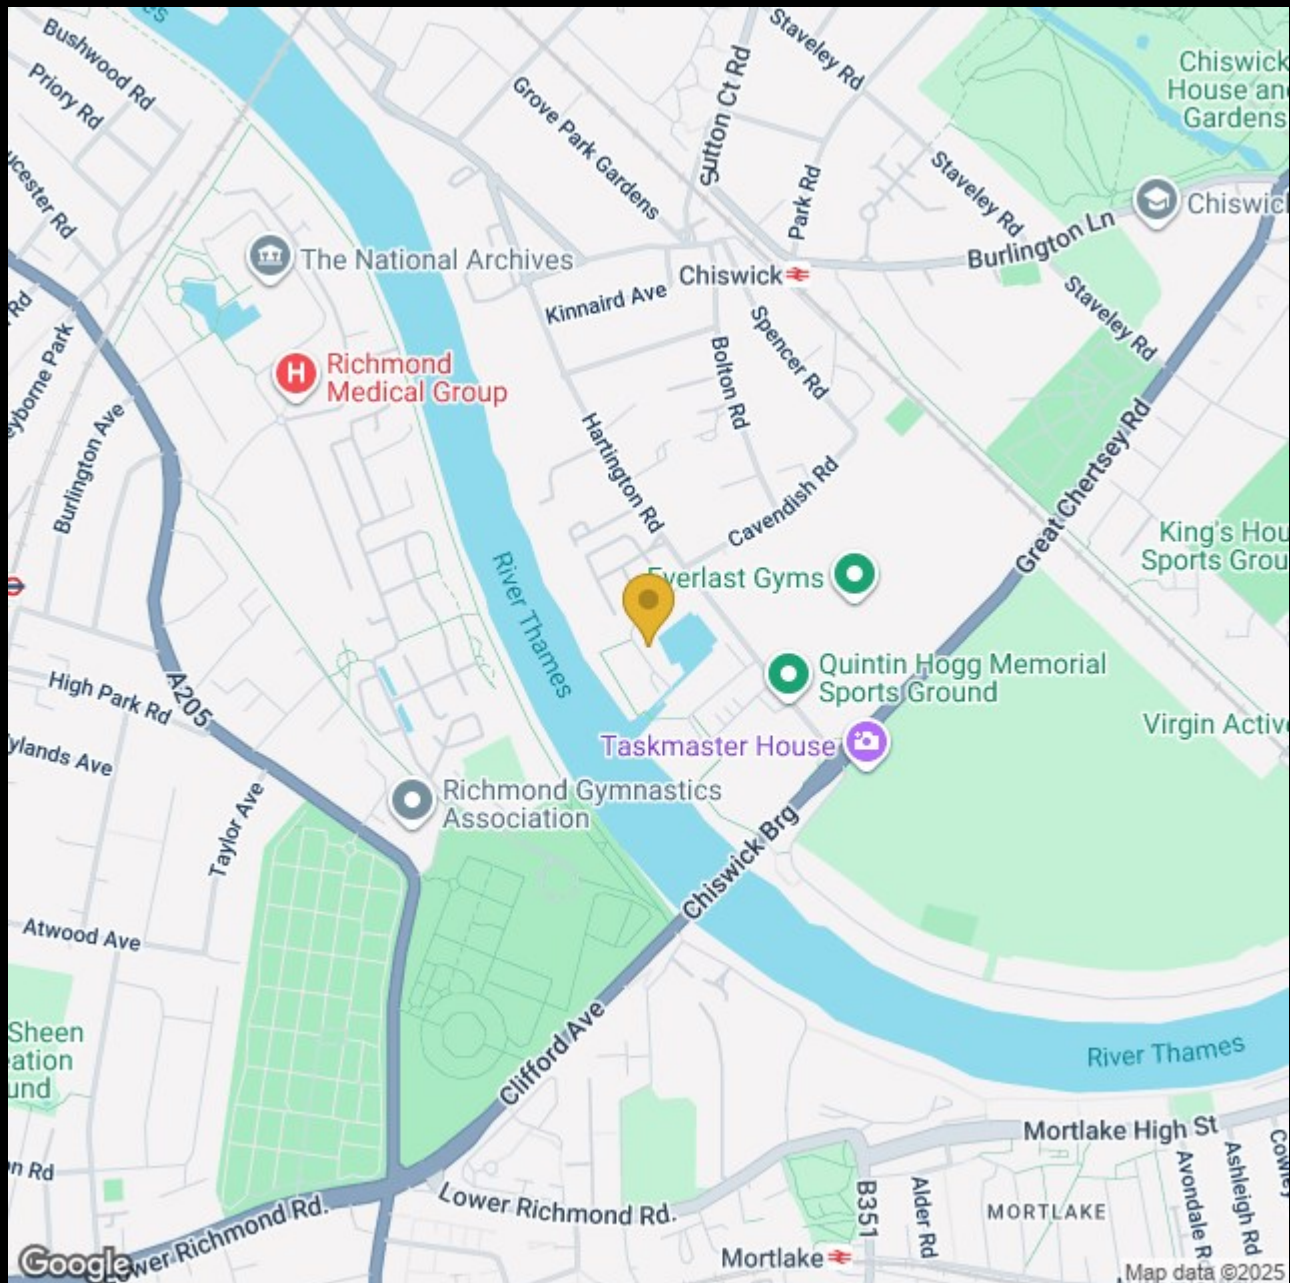 Bushwood Rd
Priory Rd
Grove Park Gardens
Sutton Ct Rd
Staveley Rd
Chiswick
House and
Gardens
Staveley Rd
Park Rd
Burlington Ln
Chiswick
The National Archives
Kinnaird Ave
Chiswick
Staveley Rd
Spencer Rd
Bolton Rd
Richmond
Medical Group
Hartington Rd
Burlington Ave
Cavendish Rd
Great Chertsey Rd
King's Hou
Sports Grou
River Thames
Everlast Gyms
Quintin Hogg Memorial
Sports Ground
High Park Rd
A205
Virgin Active
Taskmaster House
Taylor Ave
Richmond Gymnastics
Association
Chiswick Brg
Atwood Ave
Sheen
Clifford Ave
River Thames
Mortlake High St
Lower Richmond Rd.
Lower Richmond Rd.
B351
Alder Rd
MORTLAKE
Avondale R
Ashleigh Rd
Cowley
Mortlake
Google
Map data ©2025